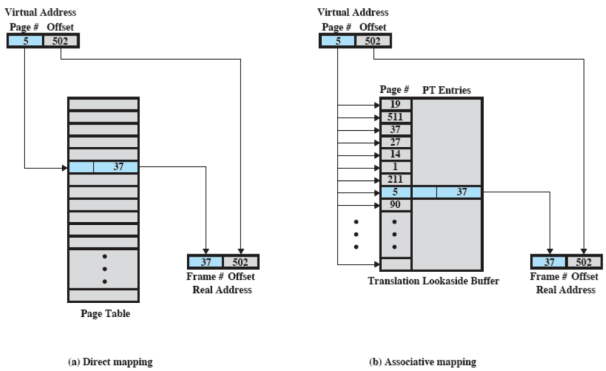 Virtual Address
Page # Offset
5 502
37
37 502
Frame # Offset
Real Address
Page Table
(a) Direct mapping
Virtual Address
Page # Offset
5 502
Page # PT Entries
19
511
37
27
14
1
211
5 37
90
37 502
Frame # Offset
Real Address
Translation Lookaside Buffer
(b) Associative mapping